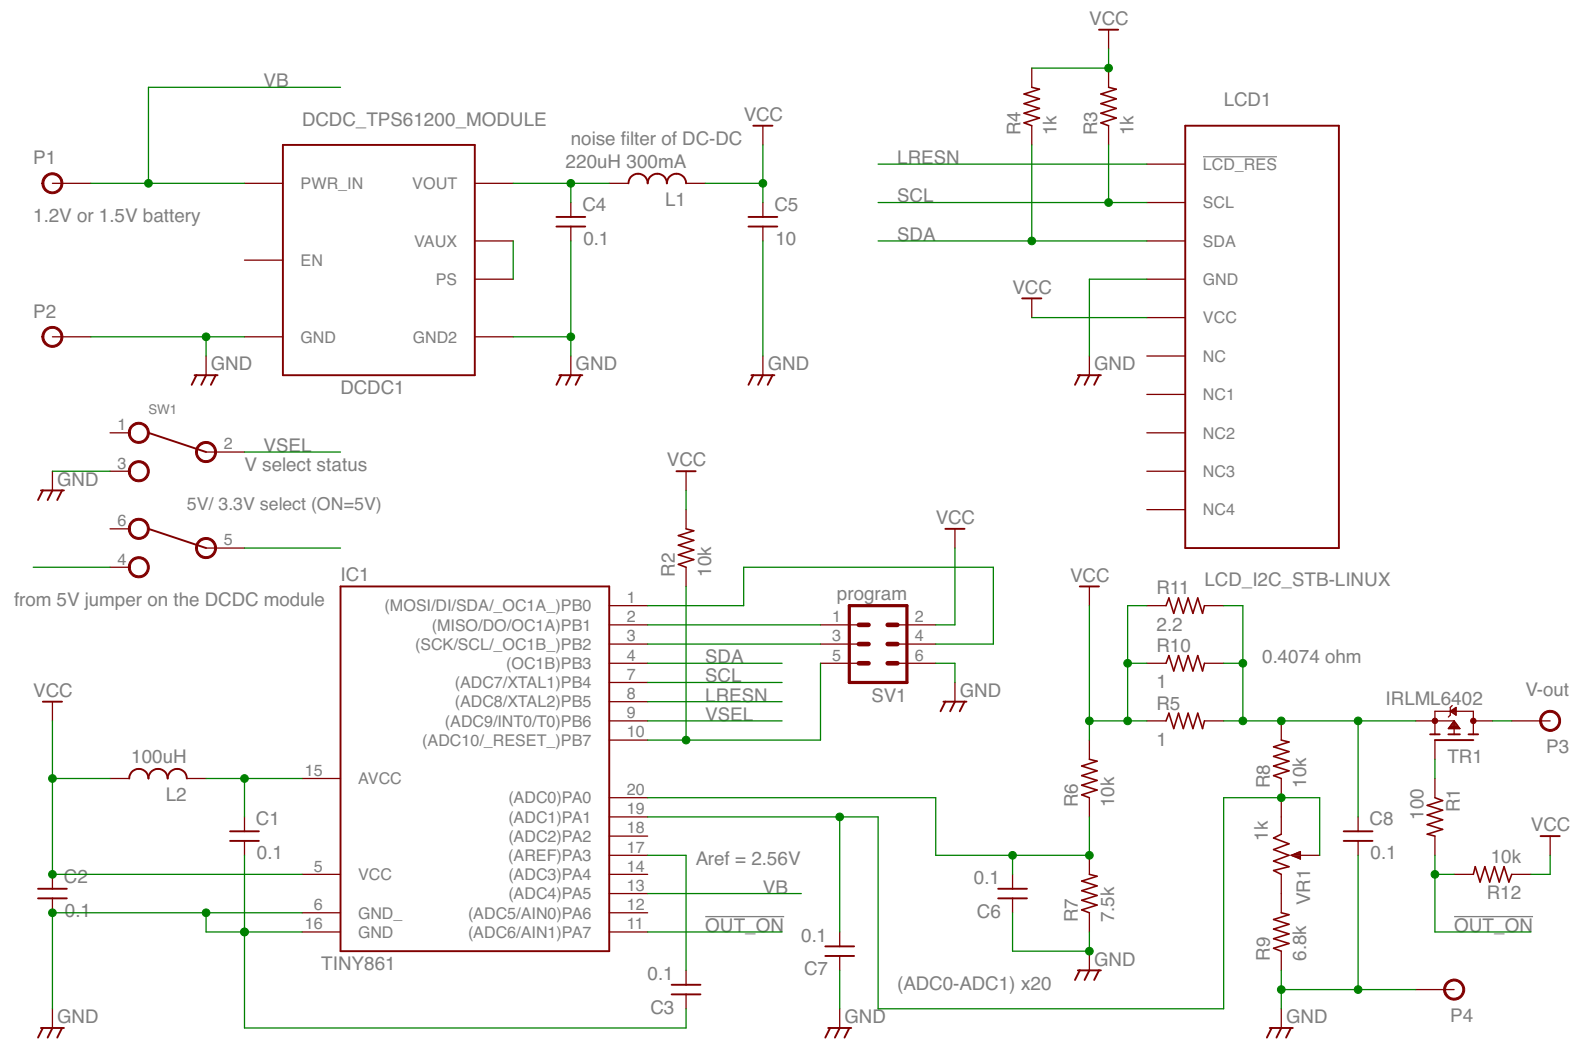 VB
DCDC_TPS61200_MODULE
P1
PWR_IN
VOUT
1.2V or 1.5V battery
VAUX
EN
PS
P2
GND
GND2
GND
DCDC1
noise filter of DC-DC
220uH 300mA
L1
VCC
C4
0.1
C5
10
GND
GND
VCC
R4
1k
R3
1k
LCD1
LRESN
LCD_RES
SCL
SCL
SDA
SDA
GND
VCC
VCC
GND
NC
NC1
NC2
NC3
NC4
LCD_I2C_STB-LINUX
SW1
1
2
VSEL
V select status
3
GND
5V/ 3.3V select (ON=5V)
6
5
4
from 5V jumper on the DCDC module
VCC
R2
10k
IC1
(MOSI/DI/SDA/_OC1A_)PB0
1
(MISO/DO/OC1A)PB1
2
(SCK/SCL/_OC1B_)PB2
3
(OC1B)PB3
4
SDA
(ADC7/XTAL1)PB4
7
SCL
(ADC8/XTAL2)PB5
8
LRESN
(ADC9/INT0/T0)PB6
9
VSEL
(ADC10/_RESET_)PB7
10
15
AVCC
(ADC0)PA0
20
(ADC1)PA1
19
(ADC2)PA2
18
(AREF)PA3
17
Aref = 2.56V
5
VCC
(ADC3)PA4
14
(ADC4)PA5
13
VB
6
GND_
(ADC5/AIN0)PA6
12
16
GND
(ADC6/AIN1)PA7
11
OUT_ON
TINY861
VCC
100uH
L2
C1
0.1
C2
0.1
GND
0.1
C3
0.1
C7
GND
VCC
program
1
2
3
4
5
6
SV1
GND
VCC
R11
2.2
R10
1
R5
1
0.4074 ohm
R6
10k
0.1
C6
R7
7.5k
GND
(ADC0-ADC1) x20
R8
10k
1k
VR1
R9
6.8k
GND
C8
0.1
IRLML6402
TR1
V-out
P3
100
R1
VCC
10k
R12
OUT_ON
P4